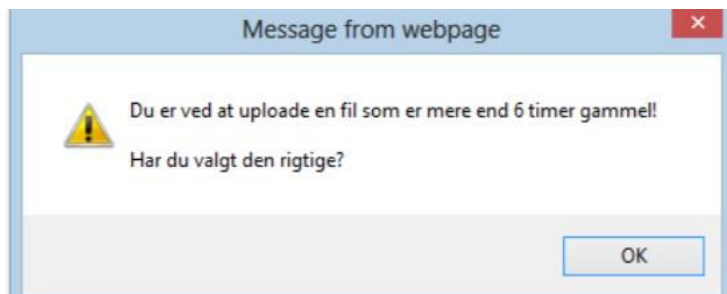 Message from webpage
Du er ved at uploade en fil som er mere end 6 timer gammel!
Har du valgt den rigtige?
OK